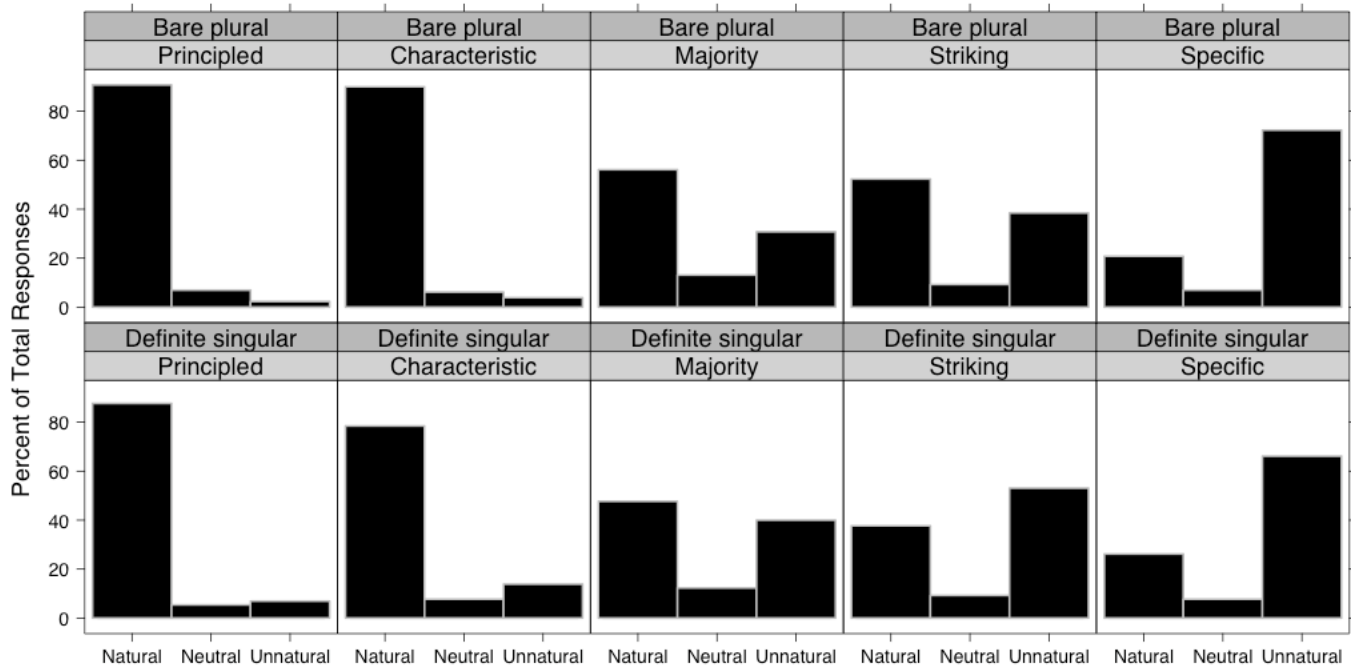 Bare plural Bare plural Bare plural Bare plural Bare plural
Principled Characteristic Majority Striking Specific
80
60
40
20
0
Definite singular Definite singular Definite singular Definite singular Definite singular
Principled Characteristic Majority Striking Specific
80
60
40
20
0
Percent of Total Responses
Natural Neutral Unnatural Natural Neutral Unnatural Natural Neutral Unnatural Natural Neutral Unnatural Natural Neutral Unnatural